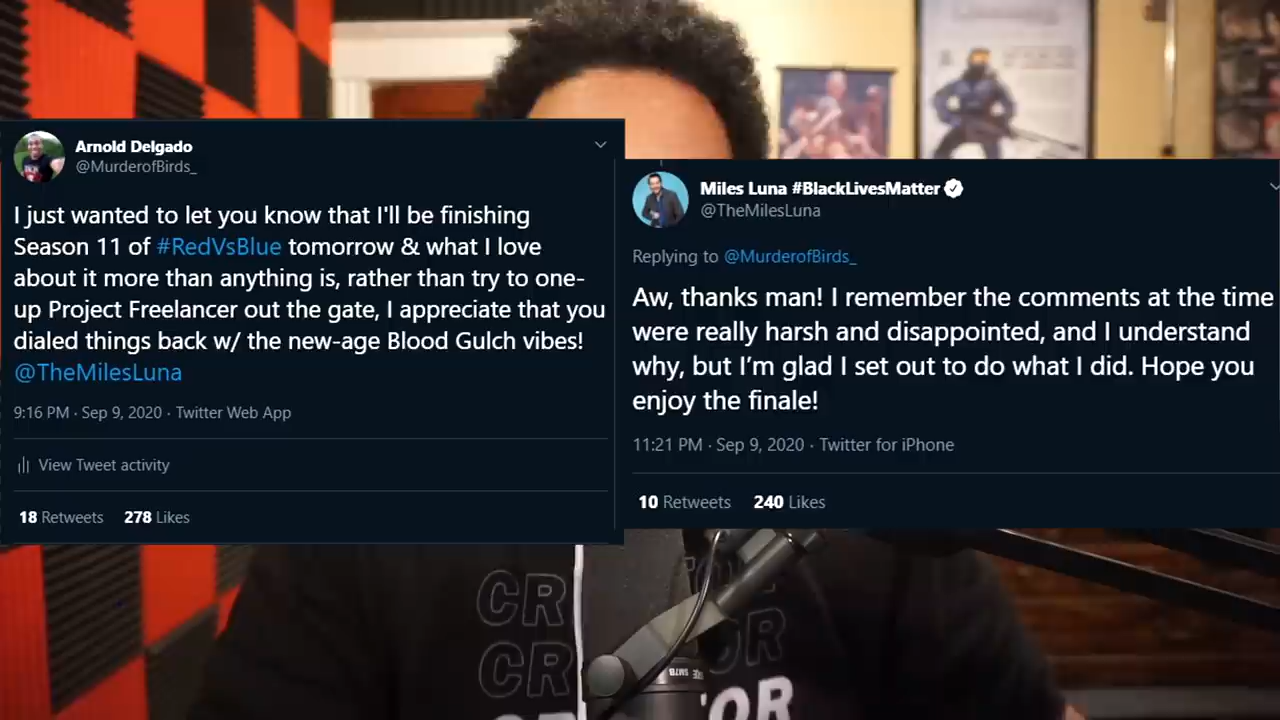 Arnold Delgado
@MurderofBirds_
I just wanted to let you know that I'll be finishing
Season 11 of #RedVsBlue tomorrow & what I love
about it more than anything is, rather than try to one-
up Project Freelancer out the gate, I appreciate that you
dialed things back w/ the new-age Blood Gulch vibes!
@TheMilesLuna
9:16 PM · Sep 9, 2020 · Twitter Web App
View Tweet activity
18 Retweets 278 Likes
Miles Luna #BlackLivesMatter
@TheMilesLuna
Replying to @MurderofBirds_
Aw, thanks man! I remember the comments at the time
were really harsh and disappointed, and I understand
why, but I'm glad I set out to do what I did. Hope you
enjoy the finale!
11:21 PM · Sep 9, 2020 · Twitter for iPhone
10 Retweets 240 Likes
CR
CR
OR
OR
SM7B